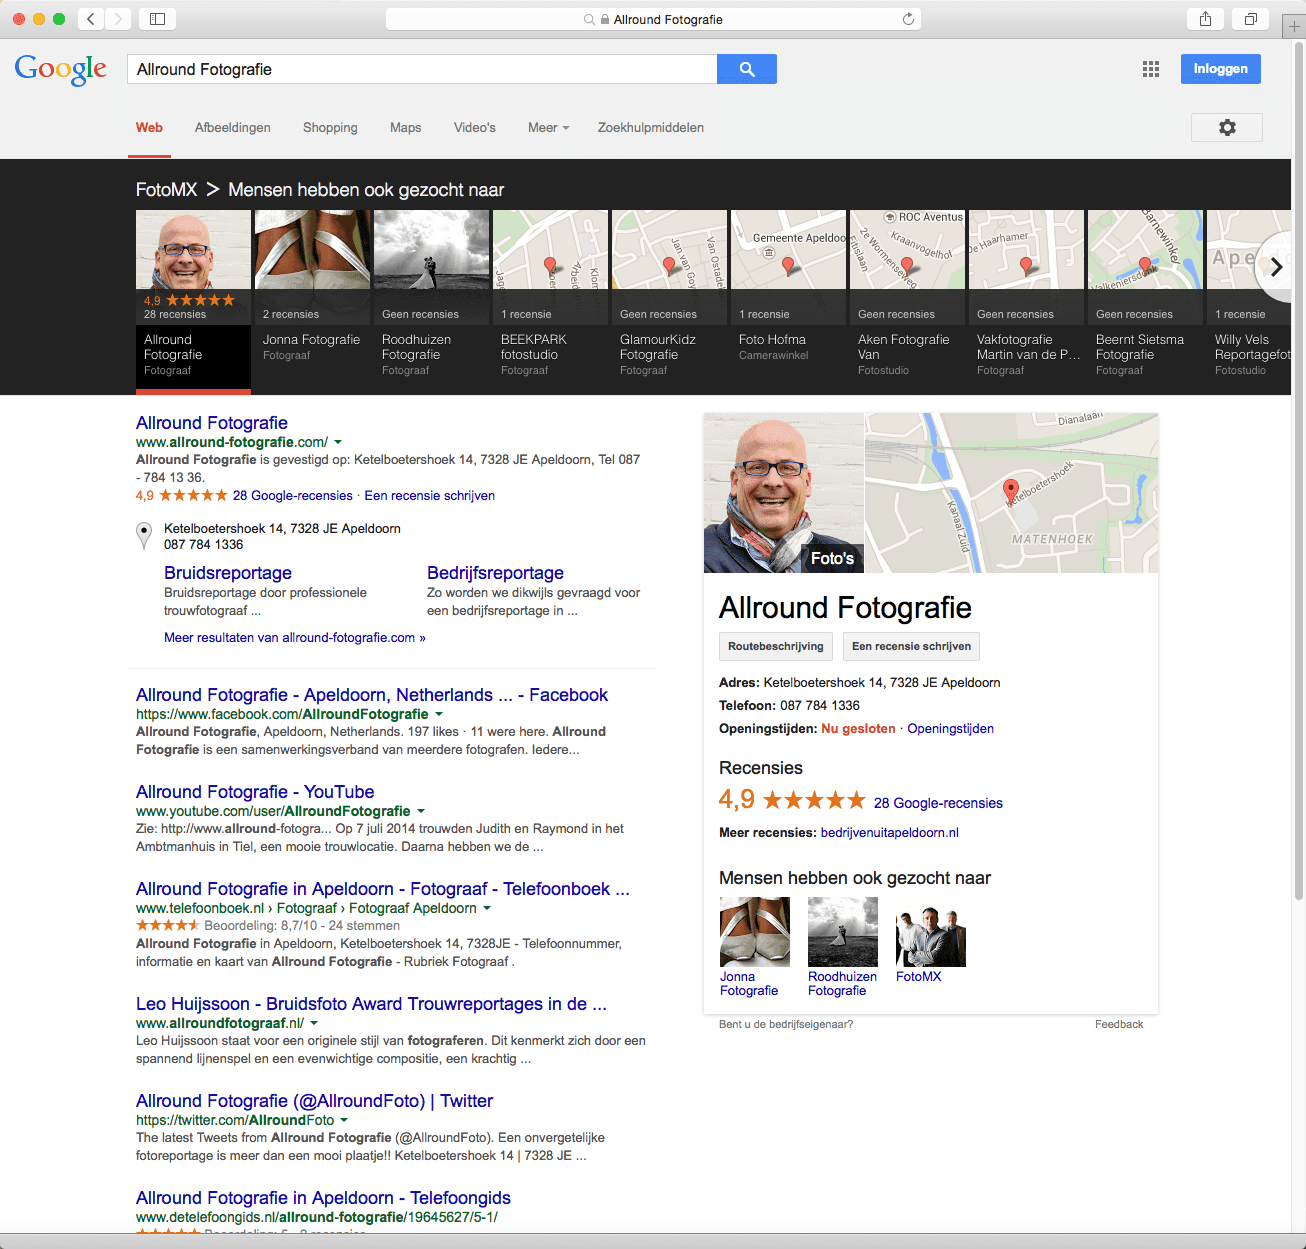 Allround Fotografie
Google
Allround Fotografie
Inloggen
Web
Afbeeldingen
Shopping
Maps
Video's
Meer
Zoekhulpmiddelen
FotoMX > Mensen hebben ook gezocht naar
4,9
28 recensies
Allround
Fotografie
Fotograaf
2 recensies
Jonna Fotografie
Fotograaf
Geen recensies
Roodhuizen
Fotografie
Fotograaf
1 recensie
BEEKPARK
fotostudio
Fotograaf
Jan van Goy
Van Ostadel
Geen recensies
GlamourKidz
Fotografie
Fotograaf
Gemeente Apeldoo
1 recensie
Foto Hofma
Camerawinkel
ROC Aventus
Kraanvogelhof
2e Wormenseweg
Geen recensies
Aken Fotografie
Van
Fotostudio
De Haarhamer
Geen recensies
Vakfotografie
Martin van de P...
Fotograaf
Geen recensies
Beernt Sietsma
Fotografie
Fotograaf
Ape
1 recensie
Willy Vels
Reportagefot
Fotostudio
Allround Fotografie
www.allround-fotografie.com/
Allround Fotografie is gevestigd op: Ketelboetershoek 14, 7328 JE Apeldoorn, Tel 087
- 784 13 36.
4,9 28 Google-recensies · Een recensie schrijven
Ketelboetershoek 14, 7328 JE Apeldoorn
087 784 1336
Bruidsreportage
Bruidsreportage door professionele
trouwfotograaf ...
Bedrijfsreportage
Zo worden we dikwijls gevraagd voor
een bedrijfsreportage in ...
Meer resultaten van allround-fotografie.com »
Allround Fotografie - Apeldoorn, Netherlands ... - Facebook
https://www.facebook.com/AllroundFotografie
Allround Fotografie, Apeldoorn, Netherlands. 197 likes · 11 were here. Allround
Fotografie is een samenwerkingsverband van meerdere fotografen. Iedere...
Allround Fotografie - YouTube
www.youtube.com/user/AllroundFotografie
Zie: http://www.allround-fotogra... Op 7 juli 2014 trouwden Judith en Raymond in het
Ambtmanhuis in Tiel, een mooie trouwlocatie. Daarna hebben we de ...
Allround Fotografie in Apeldoorn - Fotograaf - Telefoonboek ...
www.telefoonboek.nl › Fotograaf › Fotograaf Apeldoorn
Beoordeling: 8,7/10 - 24 stemmen
Allround Fotografie in Apeldoorn, Ketelboetershoek 14, 7328JE - Telefoonnummer,
informatie en kaart van Allround Fotografie - Rubriek Fotograaf .
Leo Huijssoon - Bruidsfoto Award Trouwreportages in de ...
www.allroundfotograaf.nl/
Leo Huijssoon staat voor een originele stijl van fotograferen. Dit kenmerkt zich door een
spannend lijnenspel en een evenwichtige compositie, een krachtig ...
Allround Fotografie (@AllroundFoto) | Twitter
https://twitter.com/AllroundFoto
The latest Tweets from Allround Fotografie (@AllroundFoto). Een onvergetelijke
fotoreportage is meer dan een mooi plaatje!! Ketelboetershoek 14 | 7328 JE ...
Allround Fotografie in Apeldoorn - Telefoongids
www.detelefoongids.nl/allround-fotografie/19645627/5-1/
Foto's
Dianalaan
Ketelboetershoek
Kanaal Zuid
MATENHOEK
Allround Fotografie
Routebeschrijving
Een recensie schrijven
Adres: Ketelboetershoek 14, 7328 JE Apeldoorn
Telefoon: 087 784 1336
Openingstijden: Nu gesloten · Openingstijden
Recensies
4,9 28 Google-recensies
Meer recensies: bedrijvenuitapeldoorn.nl
Mensen hebben ook gezocht naar
Jonna
Fotografie
Roodhuizen
Fotografie
FotoMX
Bent u de bedrijfseigenaar?
Feedback